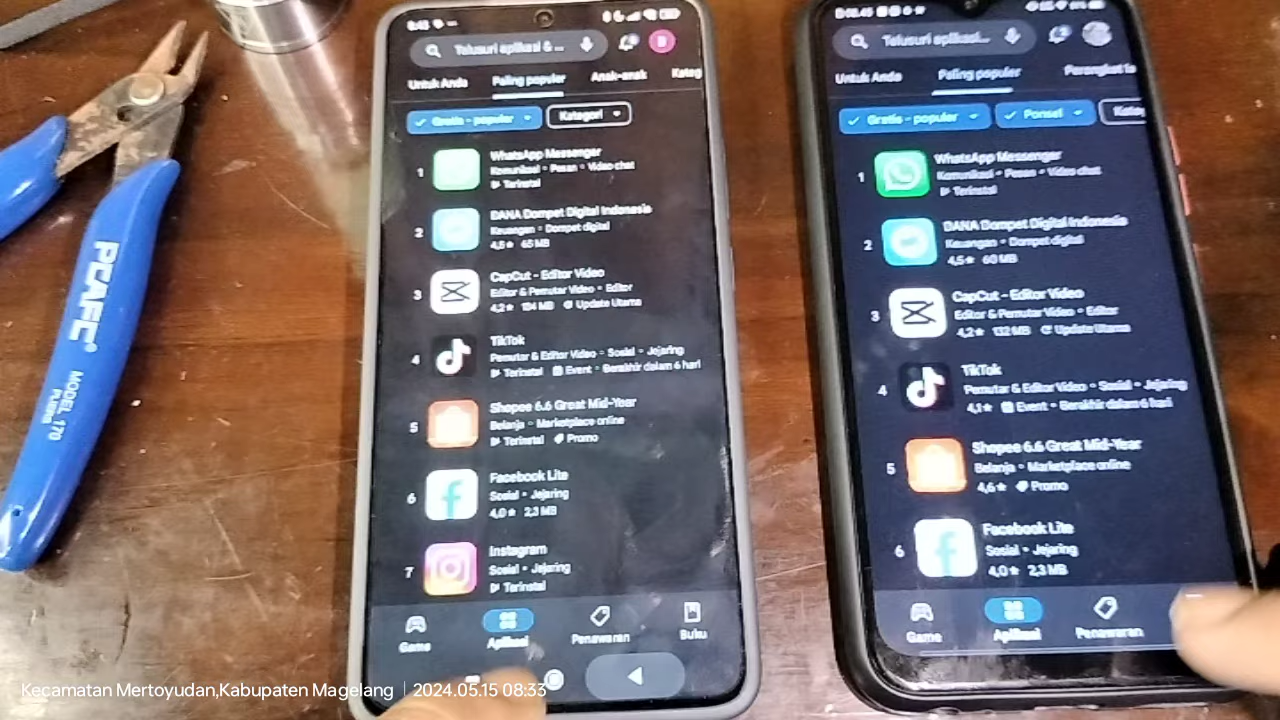 PCAFC
MODEL 170
PLIERS
8:43
Telusuri aplikasi & ...
Untuk Anda
Paling populer
Anak-anak
Kateg
Gratis - populer
Kategori
1
WhatsApp Messenger
Komunikasi • Pesan • Video chat
Terinstal
2
DANA Dompet Digital Indonesia
Keuangan • Dompet digital
4,5★ 65 MB
3
CapCut - Editor Video
Editor & Pemutar Video • Editor
4,2★ 134 MB Update Utama
4
TikTok
Pemutar & Editor Video • Sosial • Jejaring
Terinstal Event • Berakhir dalam 6 hari
5
Shopee 6.6 Great Mid-Year
Belanja • Marketplace online
Terinstal Promo
6
Facebook Lite
Sosial • Jejaring
4,0★ 2,3 MB
7
Instagram
Sosial • Jejaring
Terinstal
Game
Aplikasi
Penawaran
Buku
Telusuri aplikasi...
Untuk Anda
Paling populer
Perangkat la
Gratis - populer
Ponsel
Kateg
1
WhatsApp Messenger
Komunikasi • Pesan • Video chat
Terinstal
2
DANA Dompet Digital Indonesia
Keuangan • Dompet digital
4,5★ 60 MB
3
CapCut - Editor Video
Editor & Pemutar Video • Editor
4,2★ 132 MB Update Utama
4
TikTok
Pemutar & Editor Video • Sosial • Jejaring
4,1★ Event • Berakhir dalam 6 hari
5
Shopee 6.6 Great Mid-Year
Belanja • Marketplace online
4,6★ Promo
6
Facebook Lite
Sosial • Jejaring
4,0★ 2,3 MB
Game
Aplikasi
Penawaran
Kecamatan Mertoyudan,Kabupaten Magelang | 2024.05.15 08:33